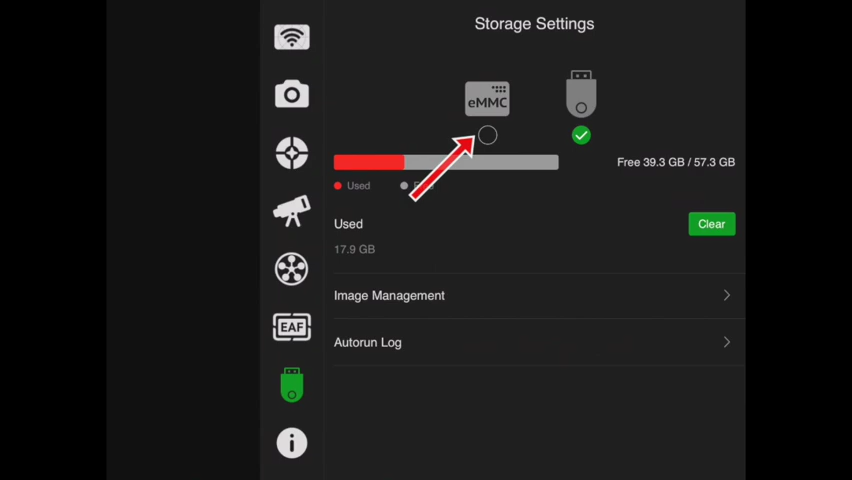 Storage Settings
eMMC
Free 39.3 GB / 57.3 GB
Used
Used
Clear
17.9 GB
Image Management
EAF
Autorun Log